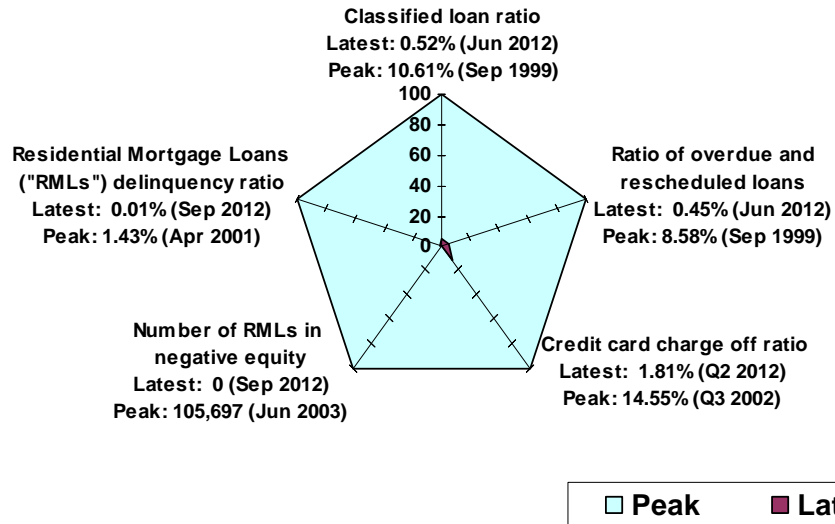 Classified loan ratio
Latest: 0.52% (Jun 2012)
Peak: 10.61% (Sep 1999)
100
80
60
40
20
0
Residential Mortgage Loans
("RMLs") delinquency ratio
Latest: 0.01% (Sep 2012)
Peak: 1.43% (Apr 2001)
Ratio of overdue and
rescheduled loans
Latest: 0.45% (Jun 2012)
Peak: 8.58% (Sep 1999)
Number of RMLs in
negative equity
Latest: 0 (Sep 2012)
Peak: 105,697 (Jun 2003)
Credit card charge off ratio
Latest: 1.81% (Q2 2012)
Peak: 14.55% (Q3 2002)
Peak Lat